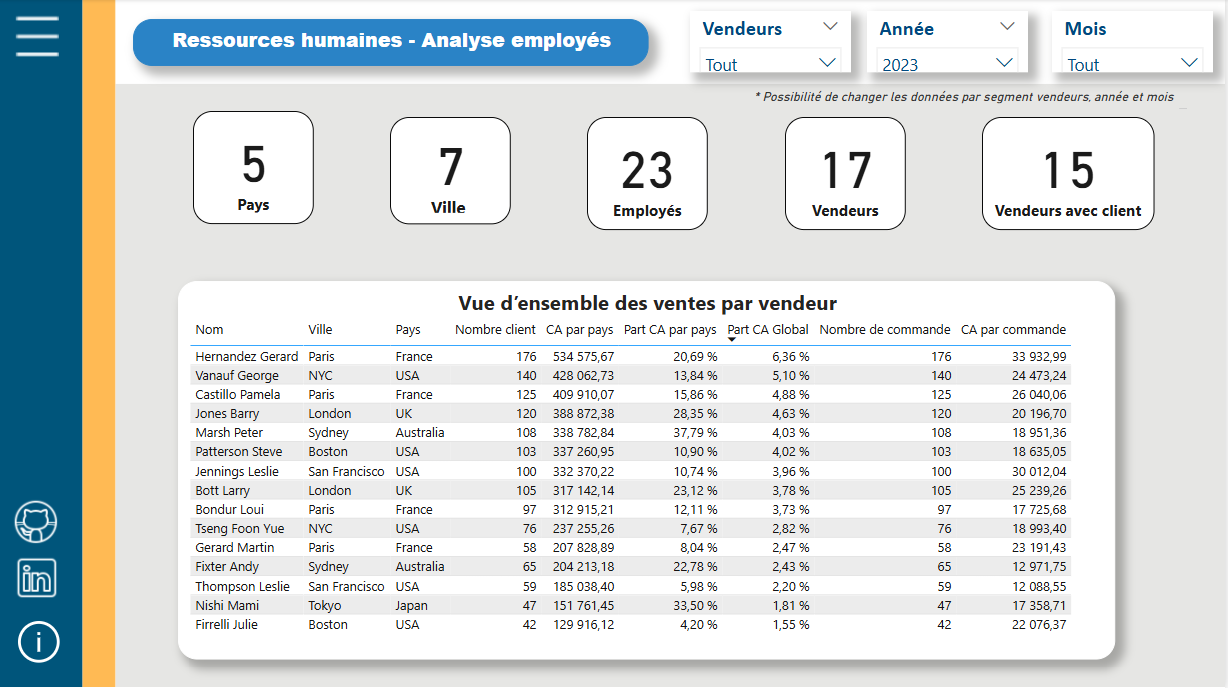 Ressources humaines - Analyse employés
Vendeurs
Tout
Année
2023
Mois
Tout
* Possibilité de changer les données par segment vendeurs, année et mois
5
Pays
7
Ville
23
Employés
17
Vendeurs
15
Vendeurs avec client
Vue d’ensemble des ventes par vendeur
Nom Ville Pays Nombre client CA par pays Part CA par pays Part CA Global Nombre de commande CA par commande
Hernandez Gerard Paris France 176 534 575,67 20,69 % 6,36 % 176 33 932,99
Vanauf George NYC USA 140 428 062,73 13,84 % 5,10 % 140 24 473,24
Castillo Pamela Paris France 125 409 910,07 15,86 % 4,88 % 125 26 040,06
Jones Barry London UK 120 388 872,38 28,35 % 4,63 % 120 20 196,70
Marsh Peter Sydney Australia 108 338 782,84 37,79 % 4,03 % 108 18 951,36
Patterson Steve Boston USA 103 337 260,95 10,90 % 4,02 % 103 18 635,05
Jennings Leslie San Francisco USA 100 332 370,22 10,74 % 3,96 % 100 30 012,04
Bott Larry London UK 105 317 142,14 23,12 % 3,78 % 105 25 239,26
Bondur Loui Paris France 97 312 915,21 12,11 % 3,73 % 97 17 725,68
Tseng Foon Yue NYC USA 76 237 255,26 7,67 % 2,82 % 76 18 993,40
Gerard Martin Paris France 58 207 828,89 8,04 % 2,47 % 58 23 191,43
Fixter Andy Sydney Australia 65 204 213,18 22,78 % 2,43 % 65 12 971,75
Thompson Leslie San Francisco USA 59 185 038,40 5,98 % 2,20 % 59 12 088,55
Nishi Mami Tokyo Japan 47 151 761,45 33,50 % 1,81 % 47 17 358,71
Firrelli Julie Boston USA 42 129 916,12 4,20 % 1,55 % 42 22 076,37
in
i